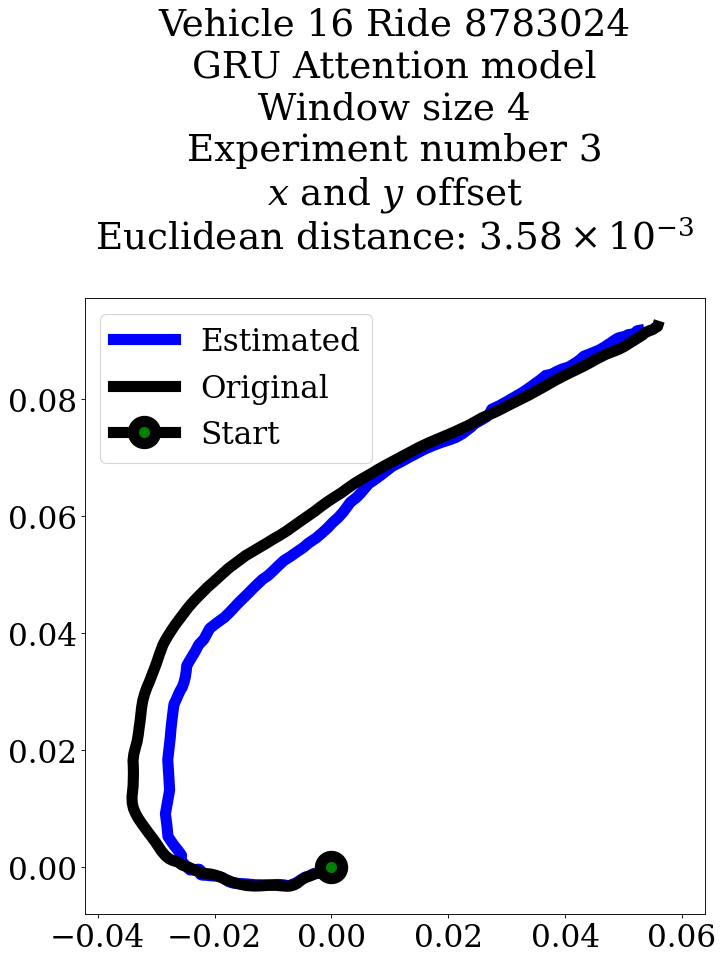 Vehicle 16 Ride 8783024
GRU Attention model
Window size 4
Experiment number 3
x and y offset
Euclidean distance: 3.58 × 10⁻³
Estimated
Original
Start
0.08
0.06
0.04
0.02
0.00
−0.04 −0.02 0.00 0.02 0.04 0.06